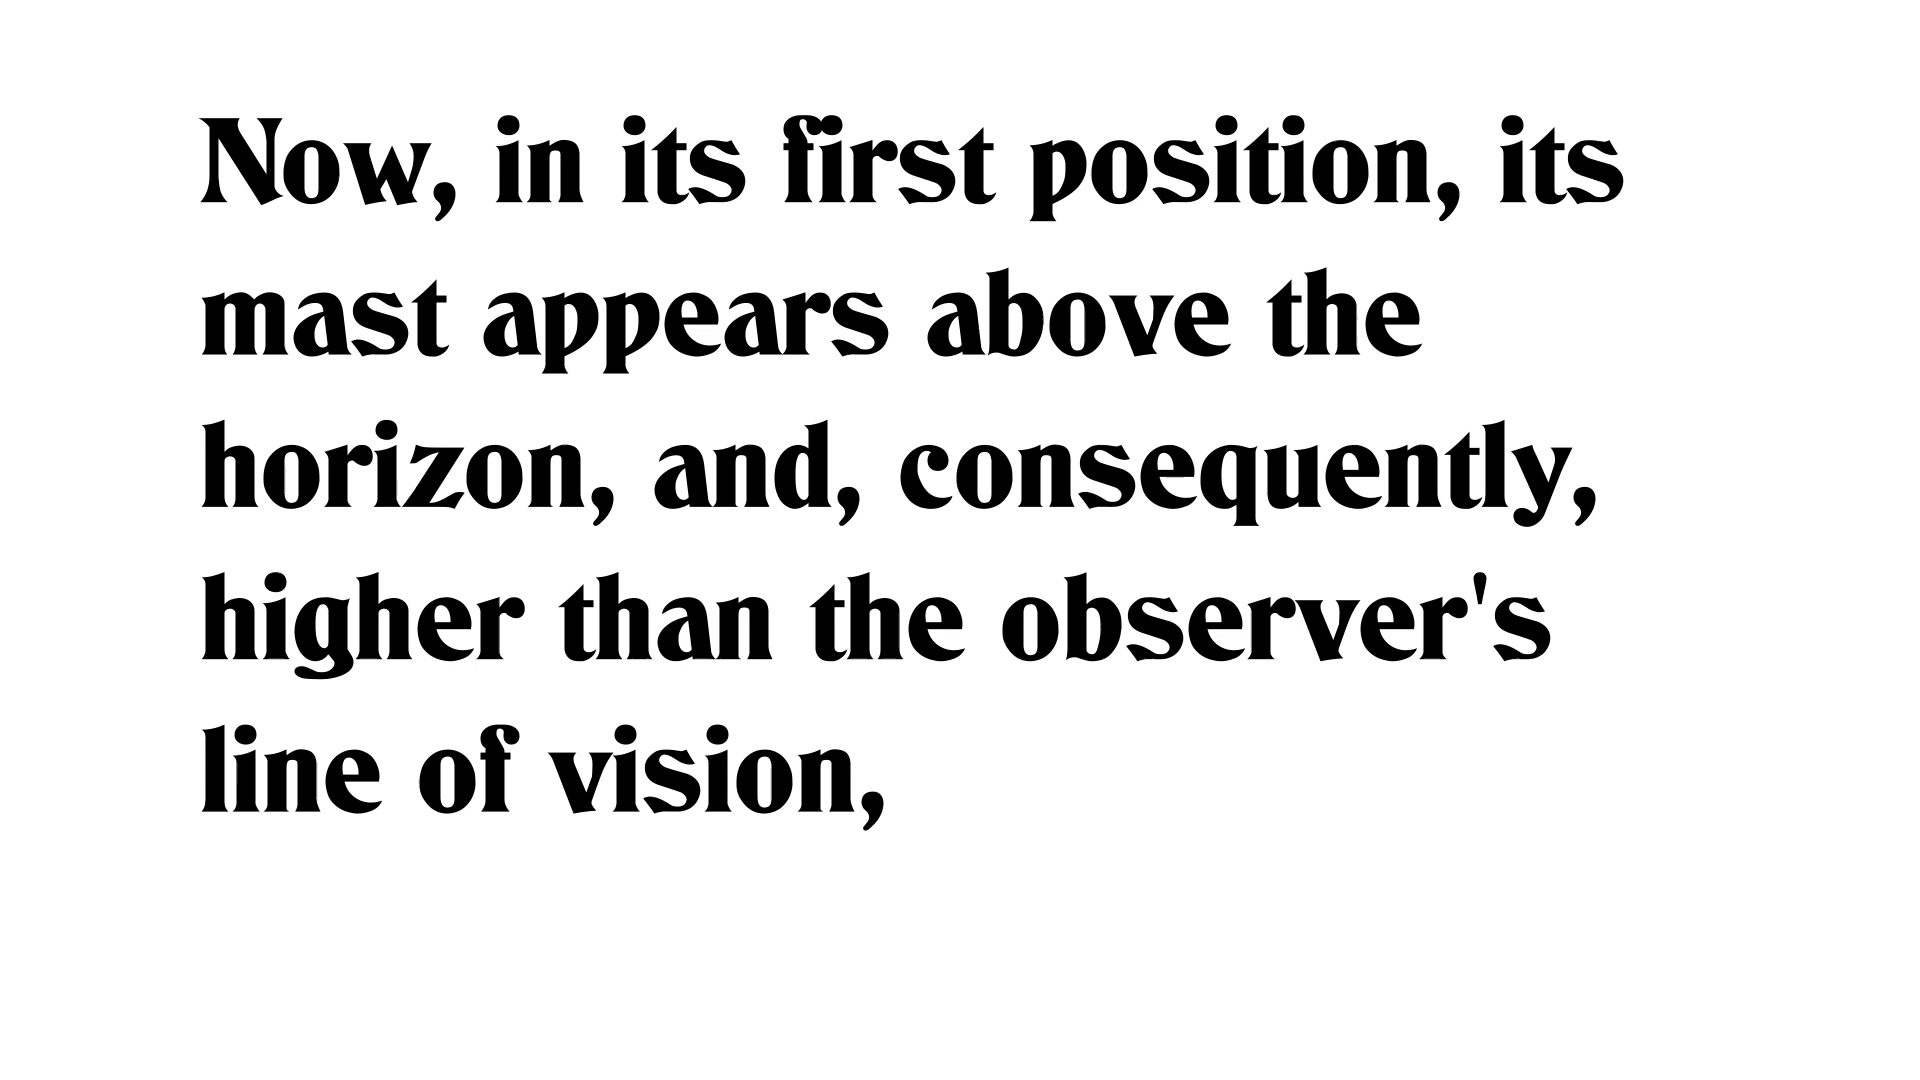 Now, in its first position, its
mast appears above the
horizon, and, consequently,
higher than the observer's
line of vision,